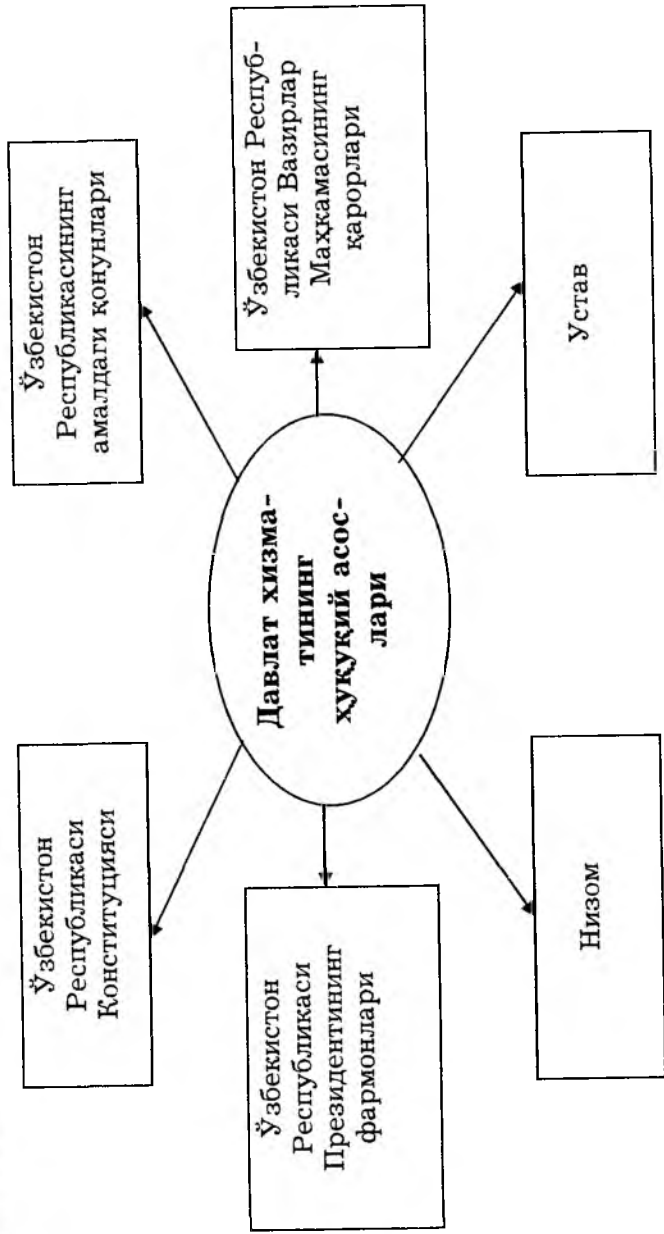 Ўзбекистон
Республикаси
Конституцияси
Ўзбекистон
Республикасининг
амалдаги қонунлари
Ўзбекистон
Республикаси
Президентининг
фармонлари
Давлат хизма-
тининг
ҳуқуқий асос-
лари
Ўзбекистон Респуб-
ликаси Вазирлар
Маҳкамасининг
қарорлари
Низом
Устав